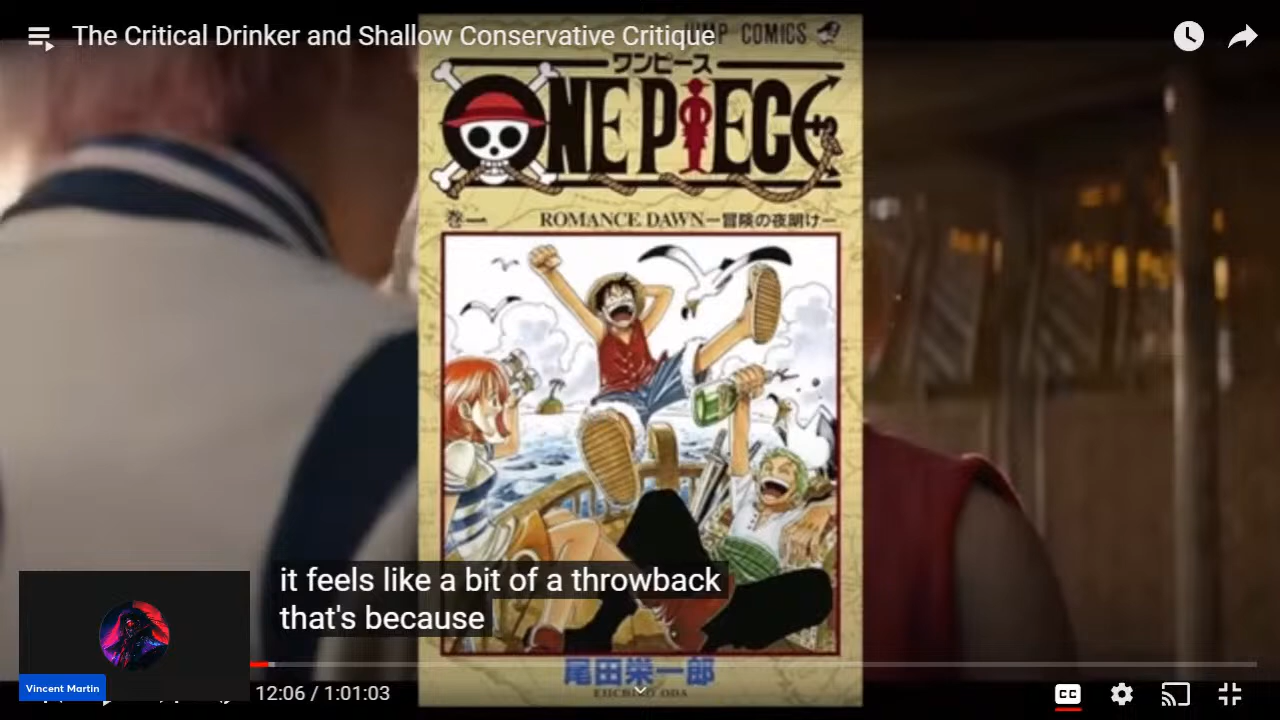 The Critical Drinker and Shallow Conservative Critique
JUMP COMICS
ワンピース
ONE PIECE
巻一 ROMANCE DAWN—冒険の夜明け—
it feels like a bit of a throwback
that's because
尾田栄一郎
EIICHIRO ODA
Vincent Martin
12:06 / 1:01:03
CC